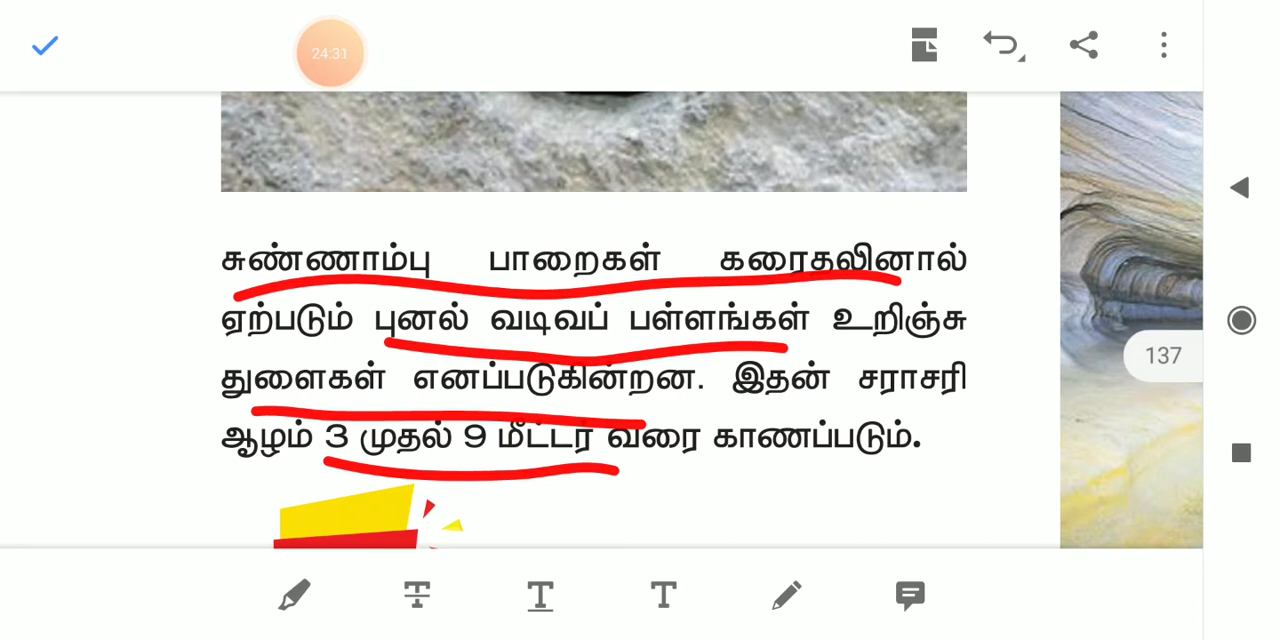 24:31
சுண்ணாம்பு பாறைகள் கரைதலினால்
ஏற்படும் புனல் வடிவப் பள்ளங்கள் உறிஞ்சு
துளைகள் எனப்படுகின்றன. இதன் சராசரி
ஆழம் 3 முதல் 9 மீட்டர் வரை காணப்படும்.
137